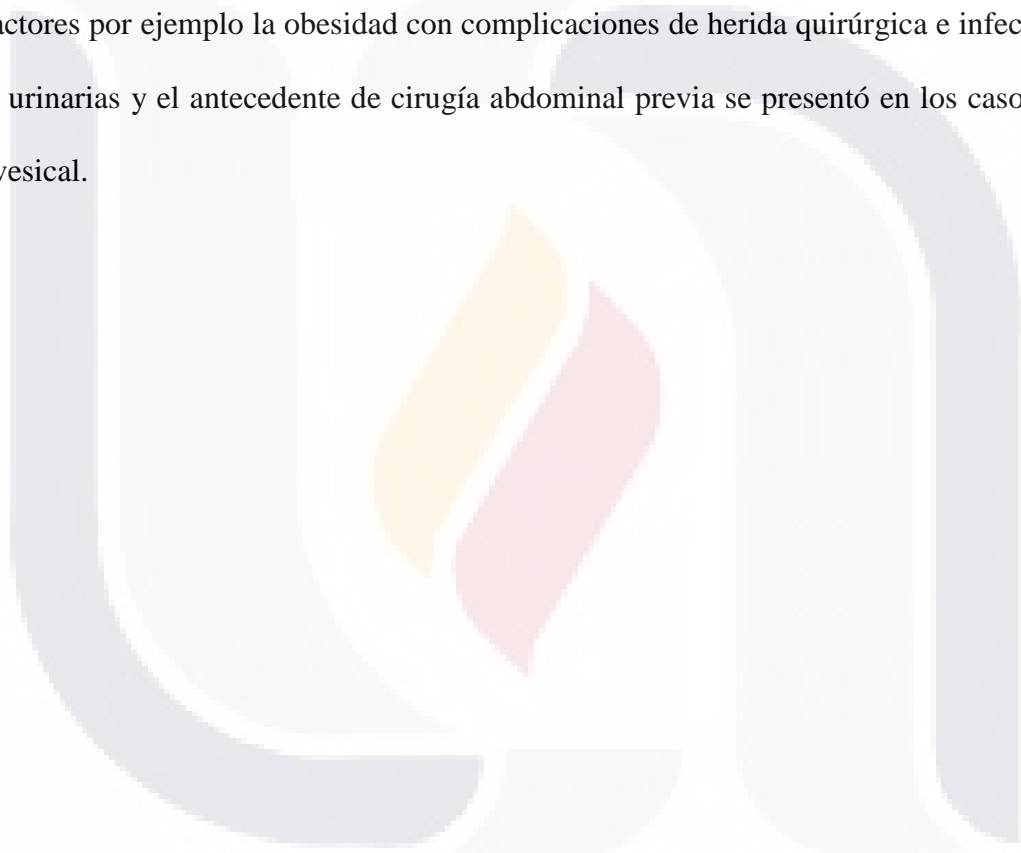 actores por ejemplo la obesidad con complicaciones de herida quirúrgica e infec
urinarias y el antecedente de cirugía abdominal previa se presentó en los caso
vesical.